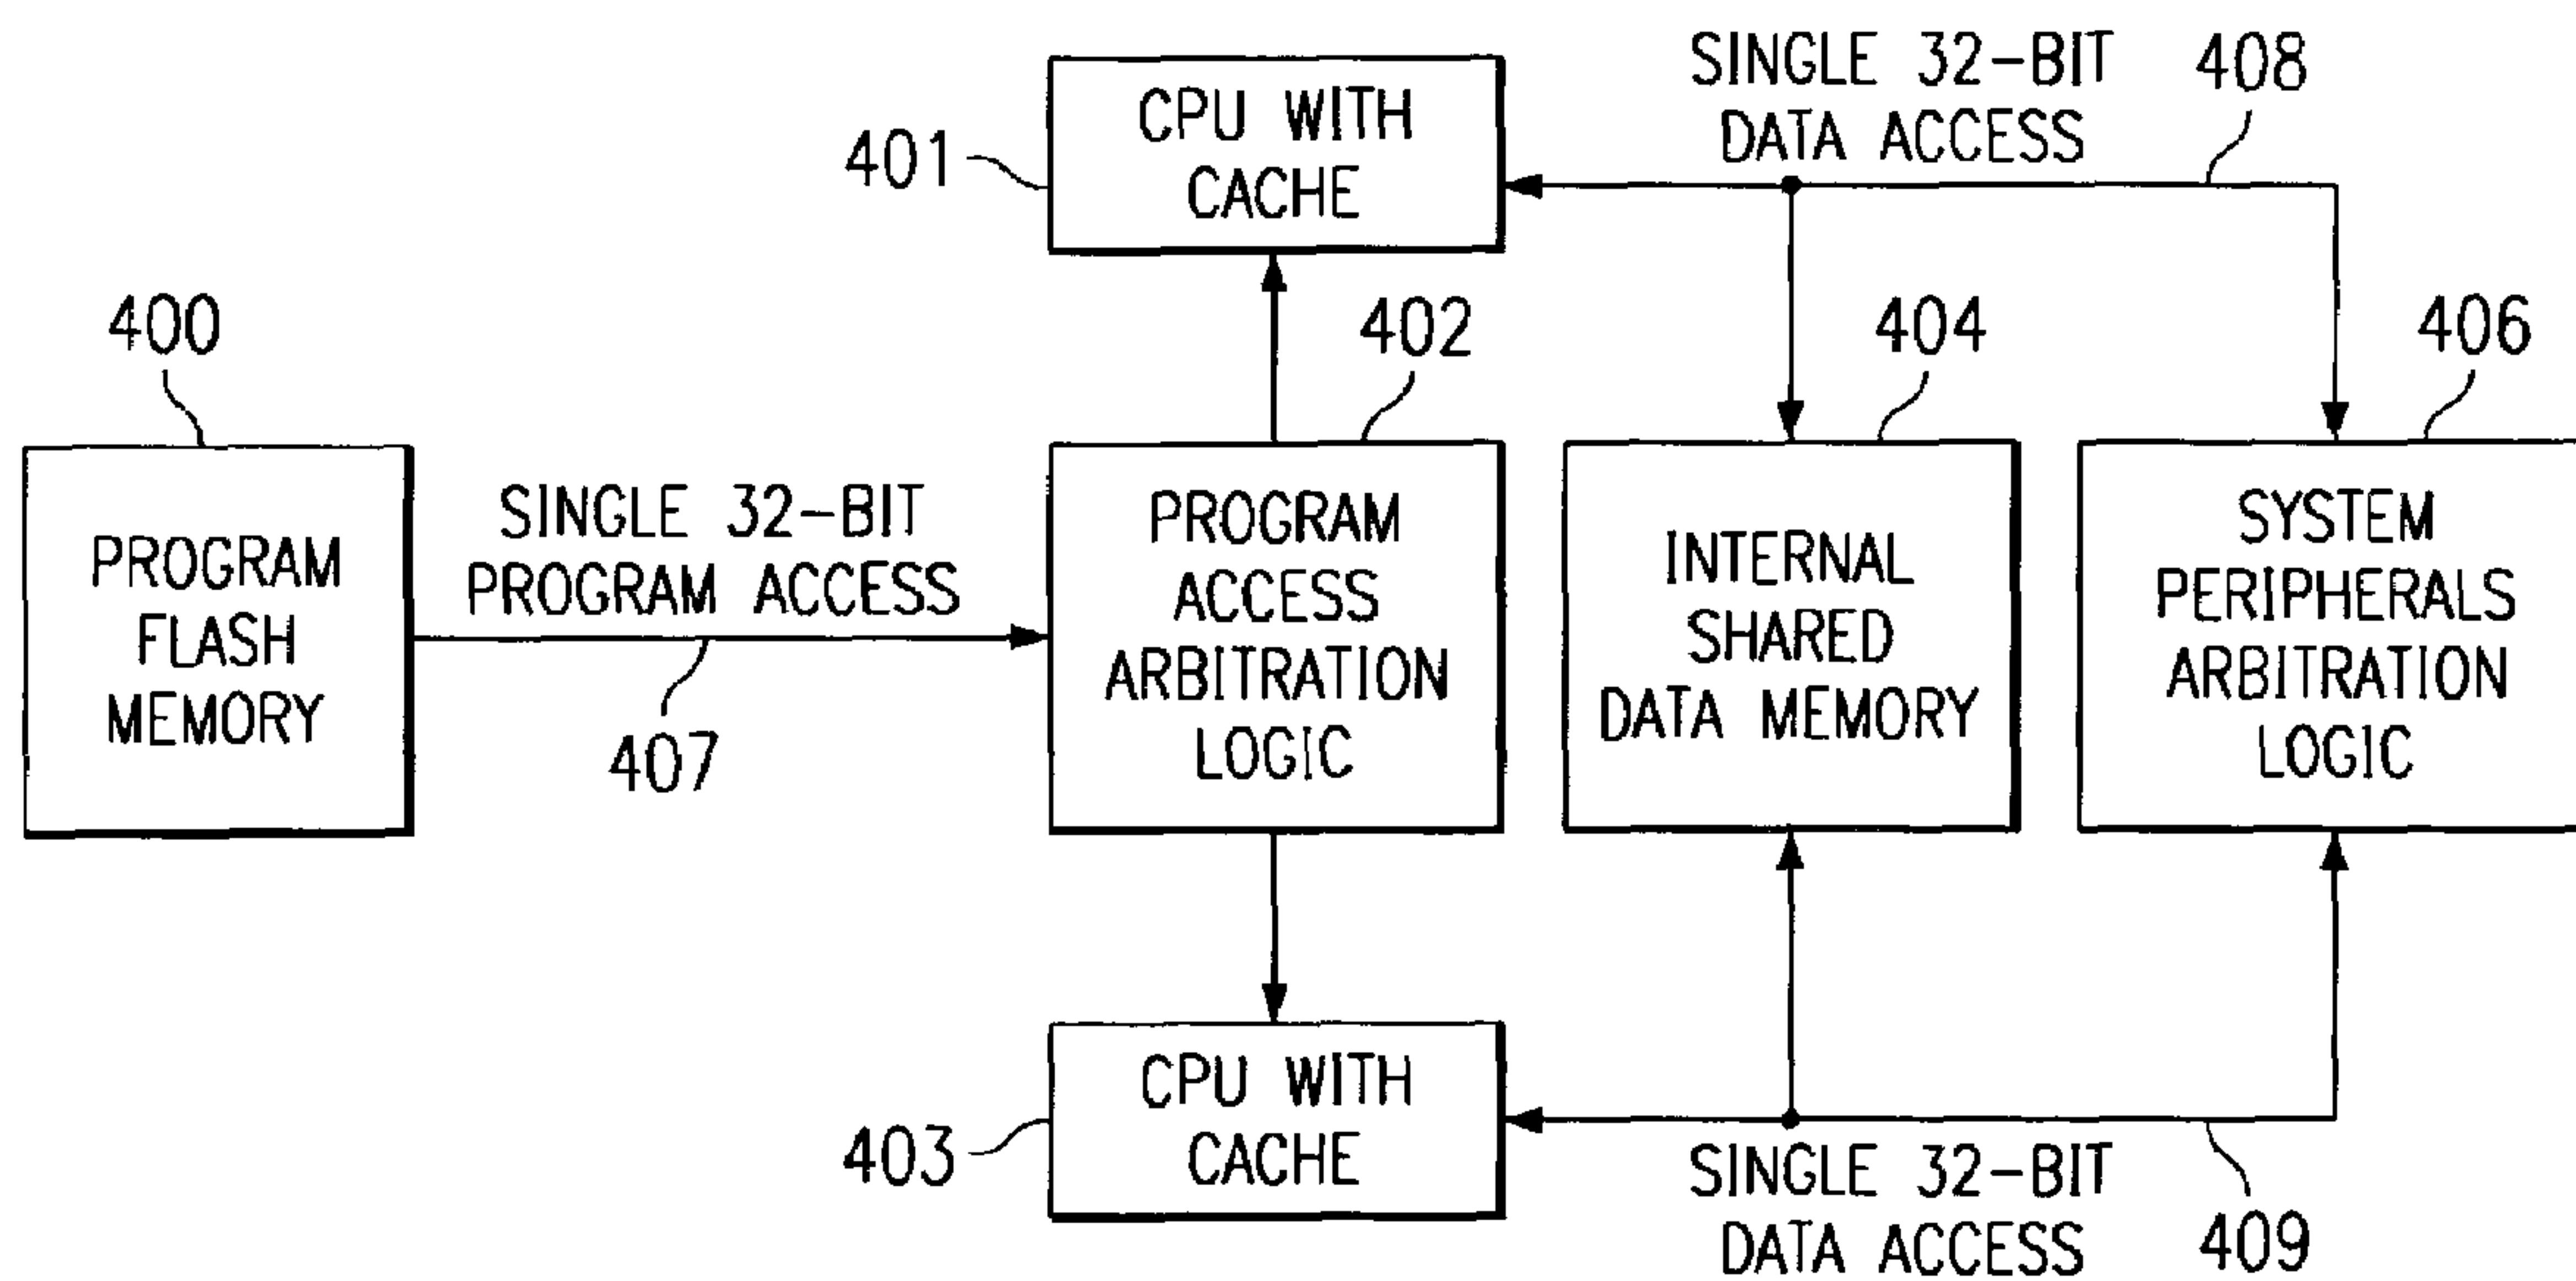 SINGLE 32-BIT
DATA ACCESS
408
CPU WITH
CACHE
401
400
402
404
406
PROGRAM
FLASH
MEMORY
SINGLE 32-BIT
PROGRAM ACCESS
407
PROGRAM
ACCESS
ARBITRATION
LOGIC
INTERNAL
SHARED
DATA MEMORY
SYSTEM
PERIPHERALS
ARBITRATION
LOGIC
CPU WITH
CACHE
403
SINGLE 32-BIT
DATA ACCESS
409